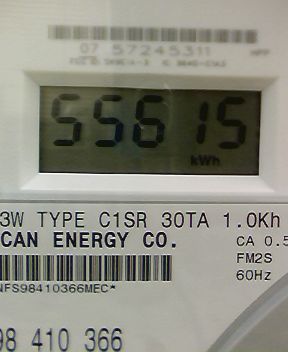 07 57245311
55615
kWh
3W TYPE C1SR 30TA 1.0Kh
CAN ENERGY CO.
CA 0.5
FM2S
60Hz
NFS98410366MEC*
98 410 366